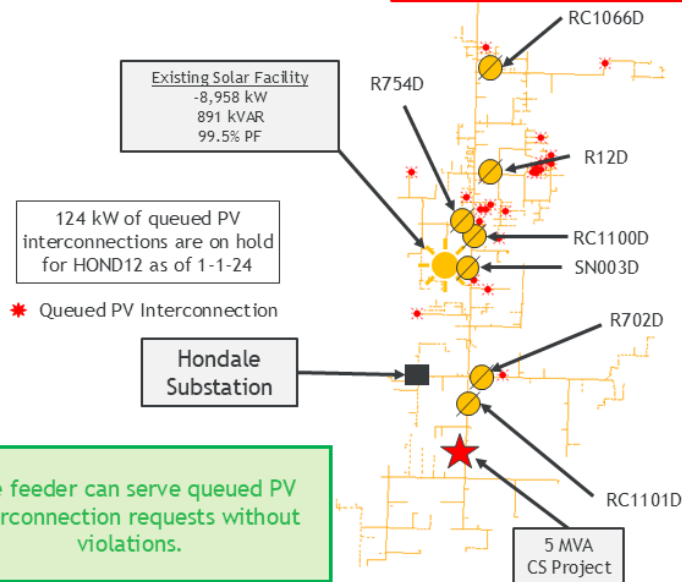 RC1066D
Existing Solar Facility
-8,958 kW
891 kVAR
99.5% PF
R754D
R12D
124 kW of queued PV
interconnections are on hold
for HOND12 as of 1-1-24
RC1100D
SN003D
Queued PV Interconnection
R702D
Hondale
Substation
RC1101D
e feeder can serve queued PV
erconnection requests without
violations.
5 MVA
CS Project